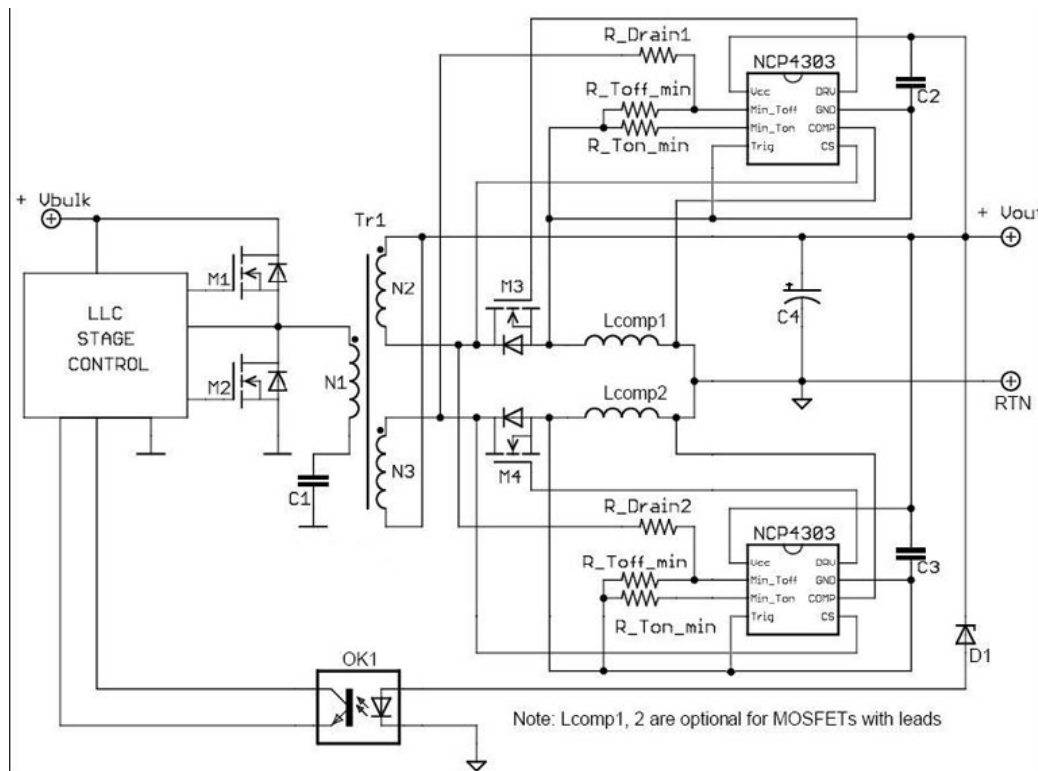 R_Drain1
NCP4303
R_Toff_min
Vcc
DRV
C2
Min_Toff
GND
Min_Ton
COMP
R_Ton_min
Trig
CS
+ Vbulk
Tr1
+ Vout
M1
N2
M3
LLC
STAGE
CONTROL
Lcomp1
C4
M2
N1
Lcomp2
RTN
N3
M4
C1
R_Drain2
NCP4303
R_Toff_min
Vcc
DRV
C3
Min_Toff
GND
Min_Ton
COMP
R_Ton_min
Trig
CS
OK1
D1
Note: Lcomp1, 2 are optional for MOSFETs with leads